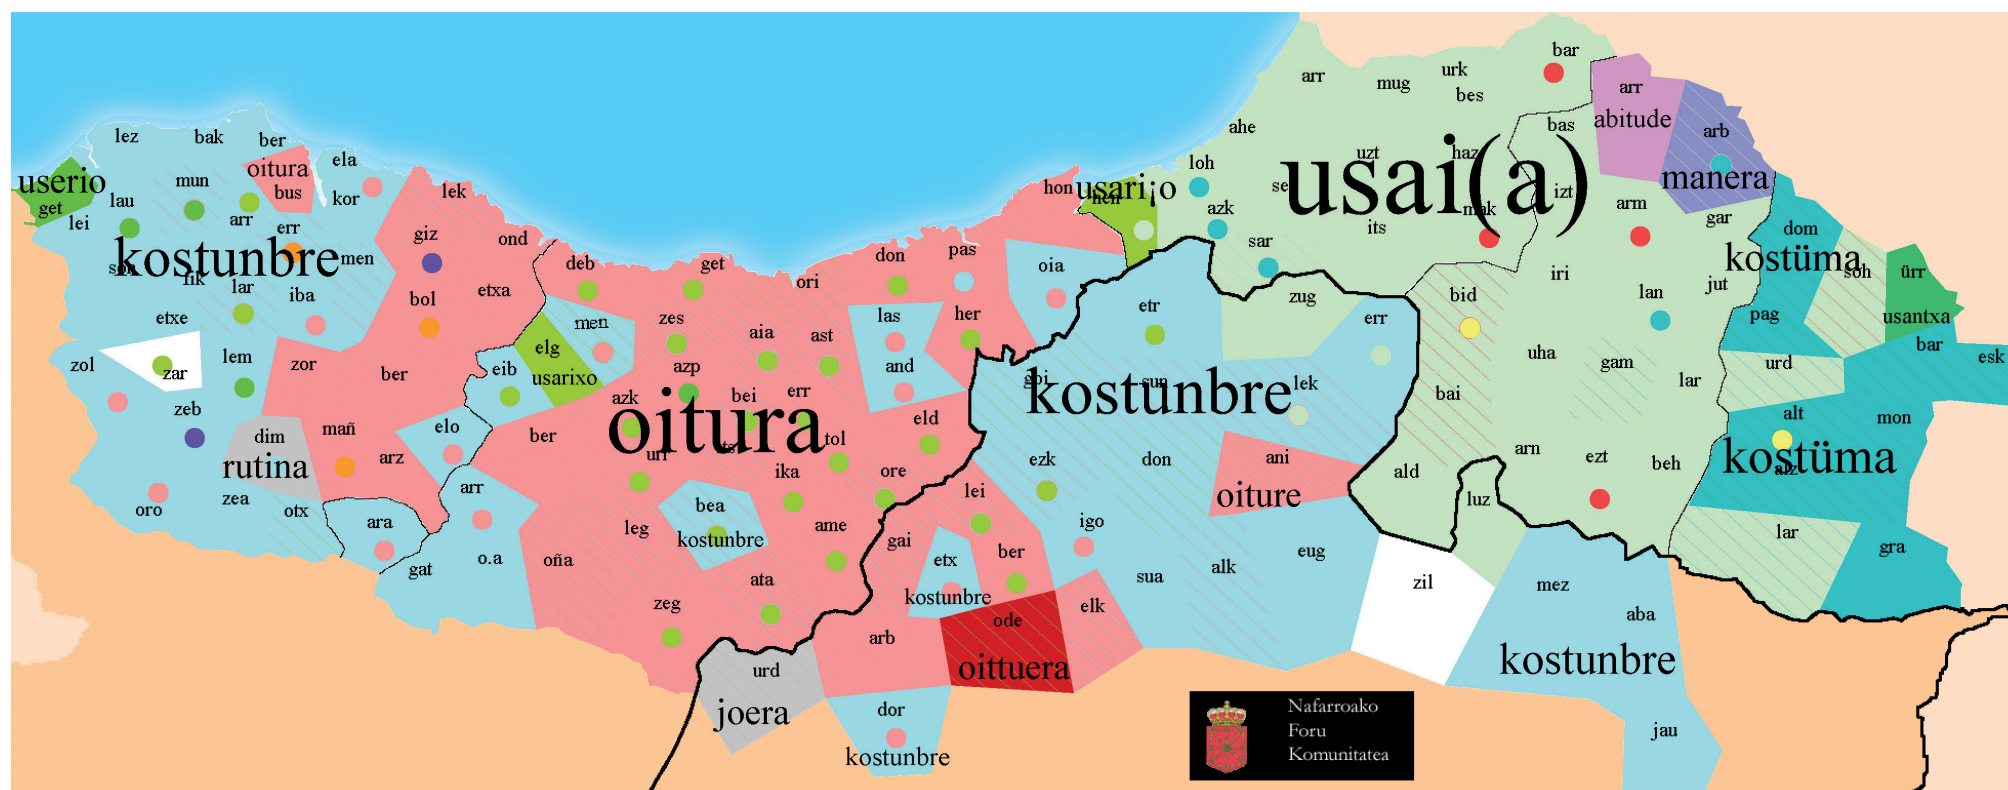 userio
get
lez
bak
ber
oitura
bus
ela
kor
mun
lau
lei
arr
err
men
kostunbre
lar
iba
etxe
zol
zar
lem
zeb
dim
rutina
zea
otx
oro
ara
lek
giz
ond
etxa
bol
zor
ber
mañ
arz
elo
arr
gat
o.a
deb
men
elg
usarixo
eib
get
ori
don
pas
zes
aia
ast
las
her
and
azp
azk
bei
err
oitura
ber
tol
eld
ika
ore
leg
bea
kostunbre
ame
oña
ata
zeg
hon
usari¡o
oia
lei
gai
ber
etx
kostunbre
arb
ode
oittuera
elk
urd
joera
dor
kostunbre
etr
zug
err
goi
sun
lek
kostunbre
ezk
don
ani
oiture
igo
sua
alk
eug
zil
luz
mez
aba
kostunbre
jau
arr
mug
urk
bes
bar
ahe
uzt
haz
bas
loh
azk
sar
its
mak
izt
usai(a)
arr
abitude
arb
manera
arm
gar
iri
lan
jut
bid
bai
uha
gam
lar
arn
ezt
beh
ald
dom
kostüma
soh
ürr
usantxa
pag
bar
esk
urd
alt
mon
kostüma
alz
lar
gra
Nafarroako
Foru
Komunitatea